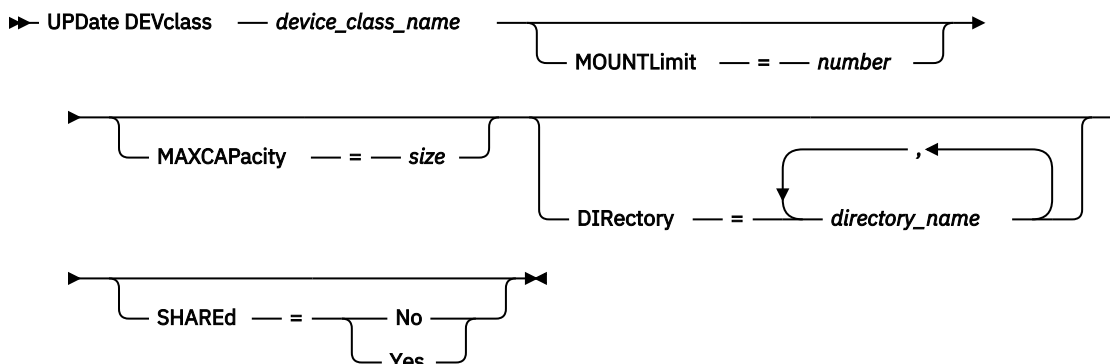 UPDate DEVclass device_class_name
MOUNTLimit = number
MAXCAPacity = size
,
DIRectory = directory_name
SHAREd = No
Yes